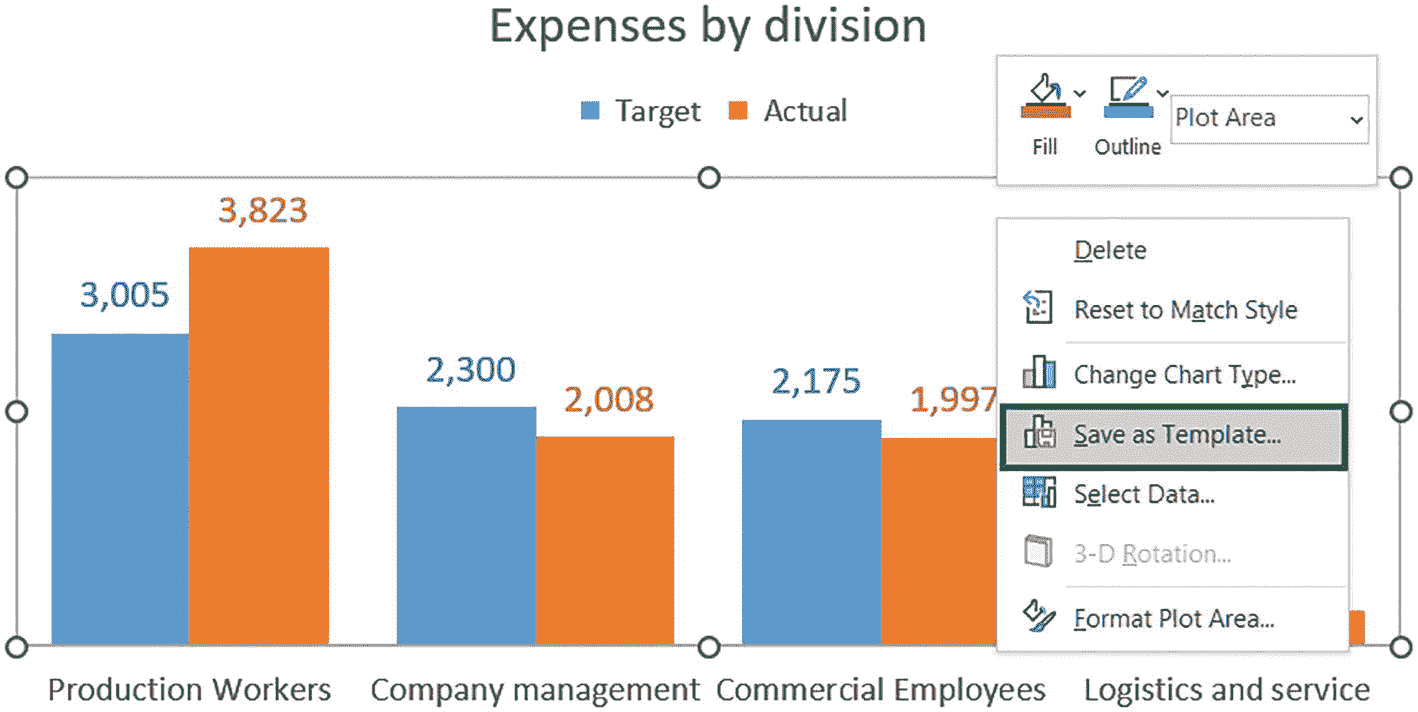 Expenses by division
Target Actual
Fill Outline Plot Area
3,005 3,823 2,300 2,008 2,175 1,997
Delete
Reset to Match Style
Change Chart Type...
Save as Template...
Select Data...
3-D Rotation...
Format Plot Area...
Production Workers Company management Commercial Employees Logistics and service